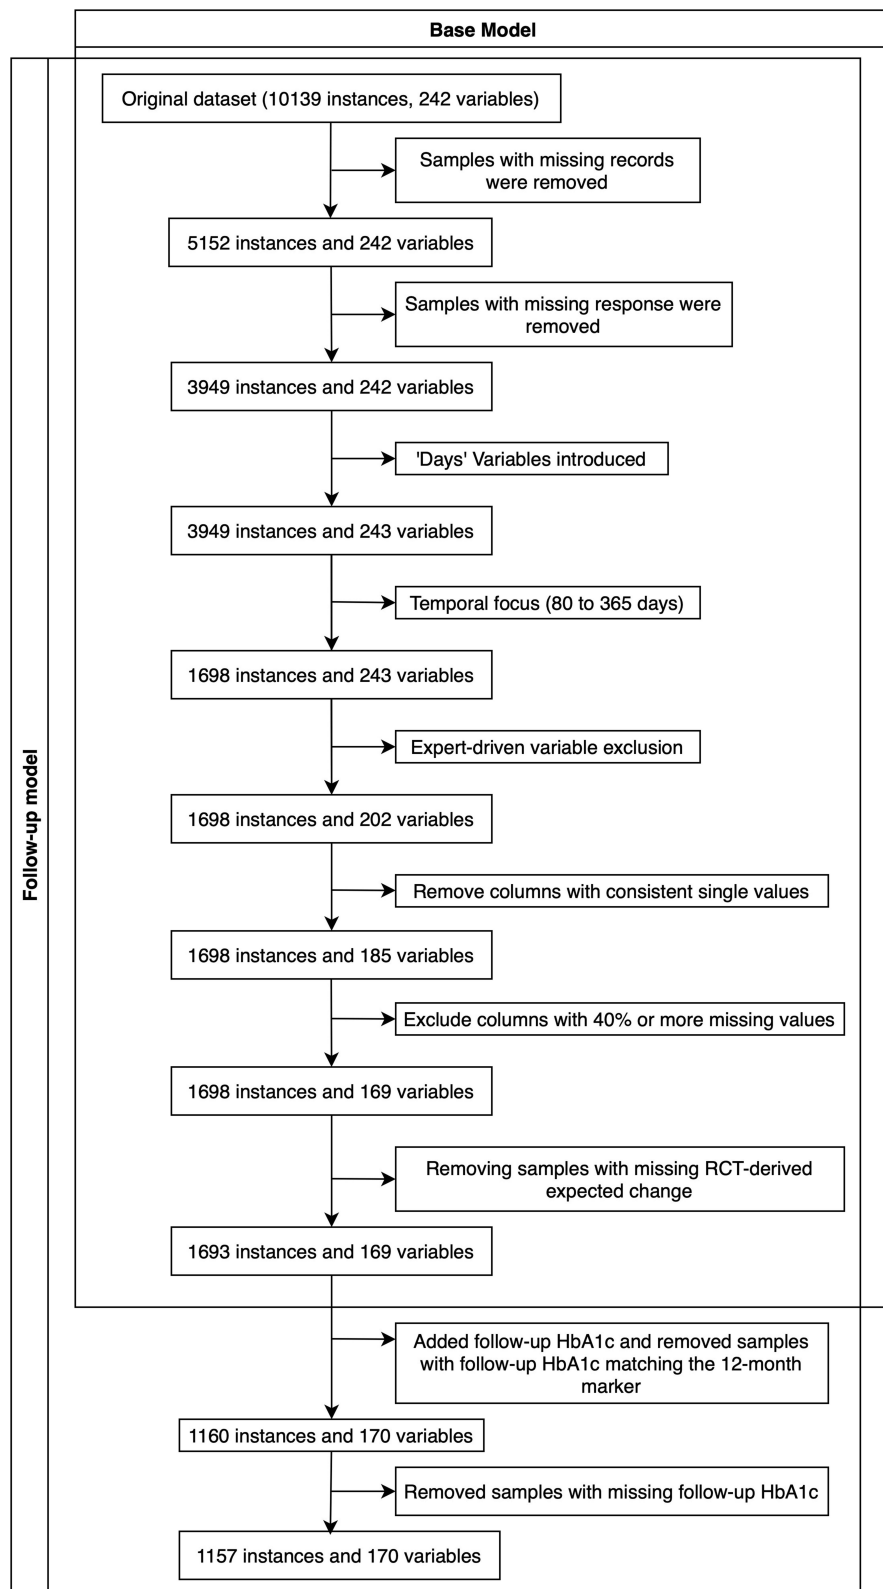 Base Model
Original dataset (10139 instances, 242 variables)
Samples with missing records
were removed
5152 instances and 242 variables
Samples with missing response were
removed
3949 instances and 242 variables
'Days' Variables introduced
3949 instances and 243 variables
Temporal focus (80 to 365 days)
1698 instances and 243 variables
Expert-driven variable exclusion
1698 instances and 202 variables
Remove columns with consistent single values
1698 instances and 185 variables
Exclude columns with 40% or more missing values
1698 instances and 169 variables
Removing samples with missing RCT-derived
expected change
1693 instances and 169 variables
Added follow-up HbA1c and removed samples
with follow-up HbA1c matching the 12-month
marker
1160 instances and 170 variables
Removed samples with missing follow-up HbA1c
1157 instances and 170 variables
Follow-up model